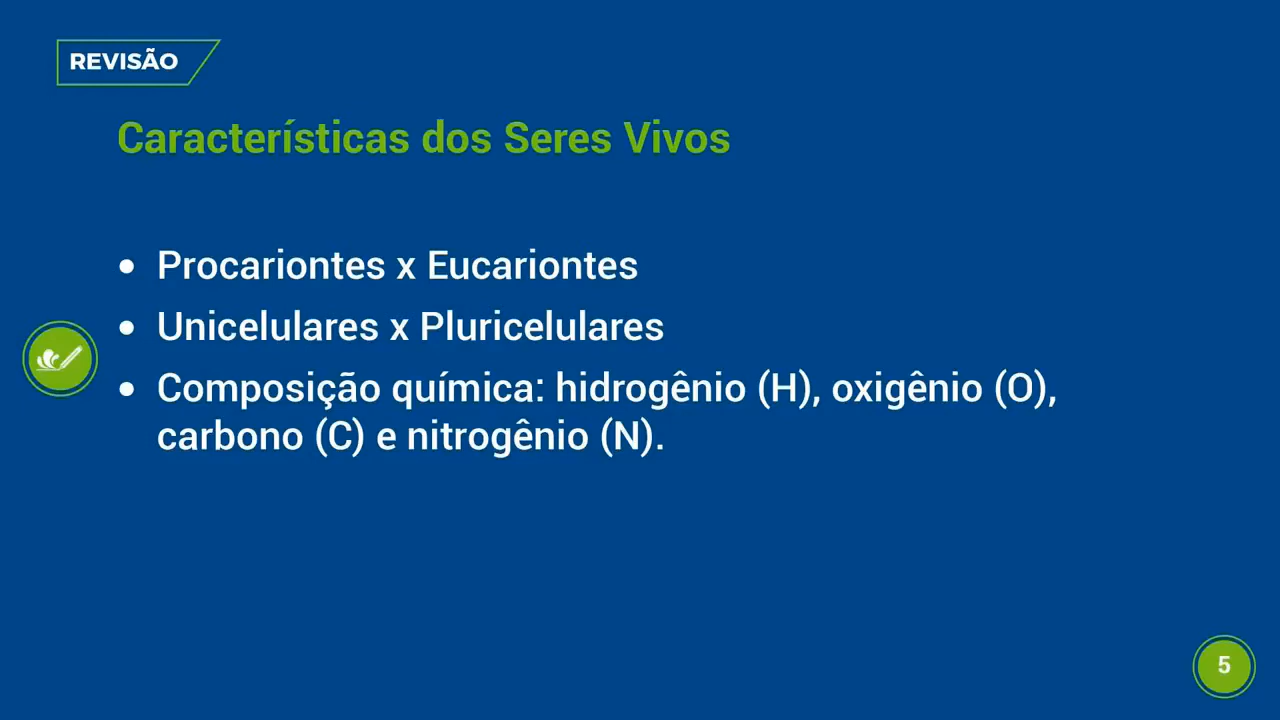 REVISÃO
Características dos Seres Vivos
• Procariontes x Eucariontes
• Unicelulares x Pluricelulares
• Composição química: hidrogênio (H), oxigênio (O),
carbono (C) e nitrogênio (N).
5